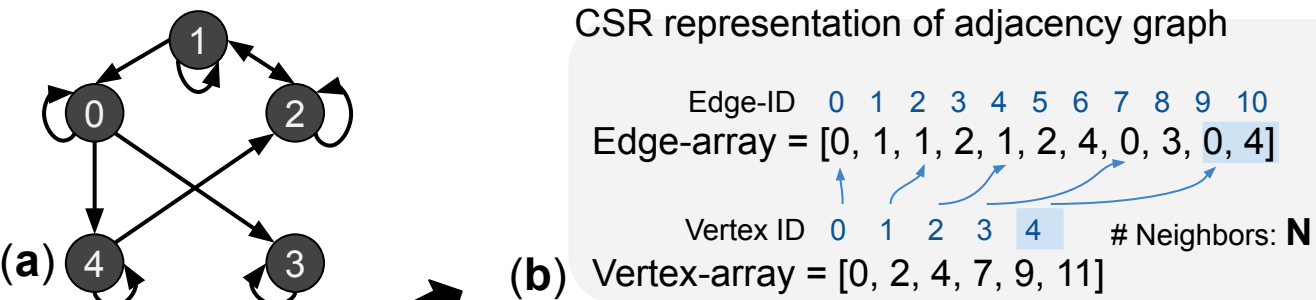 CSR representation of adjacency graph
1
0
2
4
3
(a)
Edge-ID 0 1 2 3 4 5 6 7 8 9 10
Edge-array = [0, 1, 1, 2, 1, 2, 4, 0, 3, 0, 4]
Vertex ID 0 1 2 3 4
# Neighbors: N
(b) Vertex-array = [0, 2, 4, 7, 9, 11]